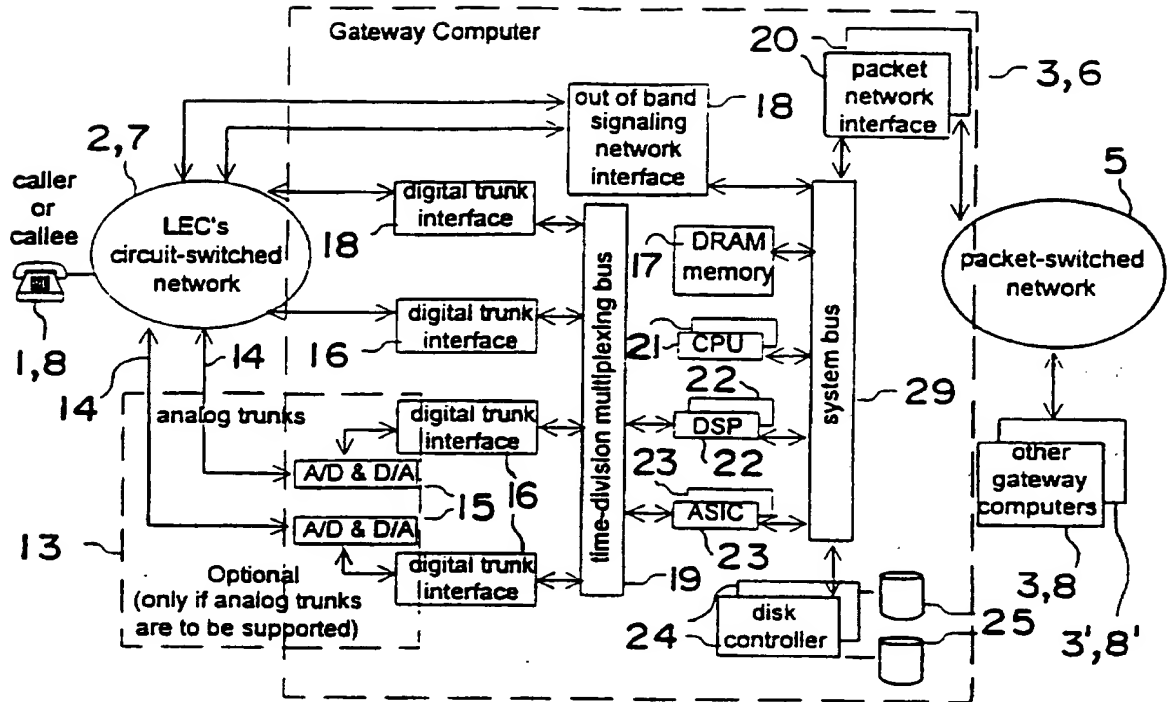 Gateway Computer
20
packet
network
interface
3,6
out of band
signaling
network
interface
18
2,7
5
caller
or
callee
LEC's
circuit-switched
network
digital trunk
interface
18
17
DRAM
memory
packet-switched
network
1,8
digital trunk
interface
16
time-division multiplexing bus
21
CPU
system bus
29
14
14
analog trunks
digital trunk
interface
22
DSP
22
other
gateway
computers
A/D & D/A
15
16
23
ASIC
23
13
A/D & D/A
digital trunk
interface
19
3,8
Optional
(only if analog trunks
are to be supported)
24
disk
controller
25
3',8'